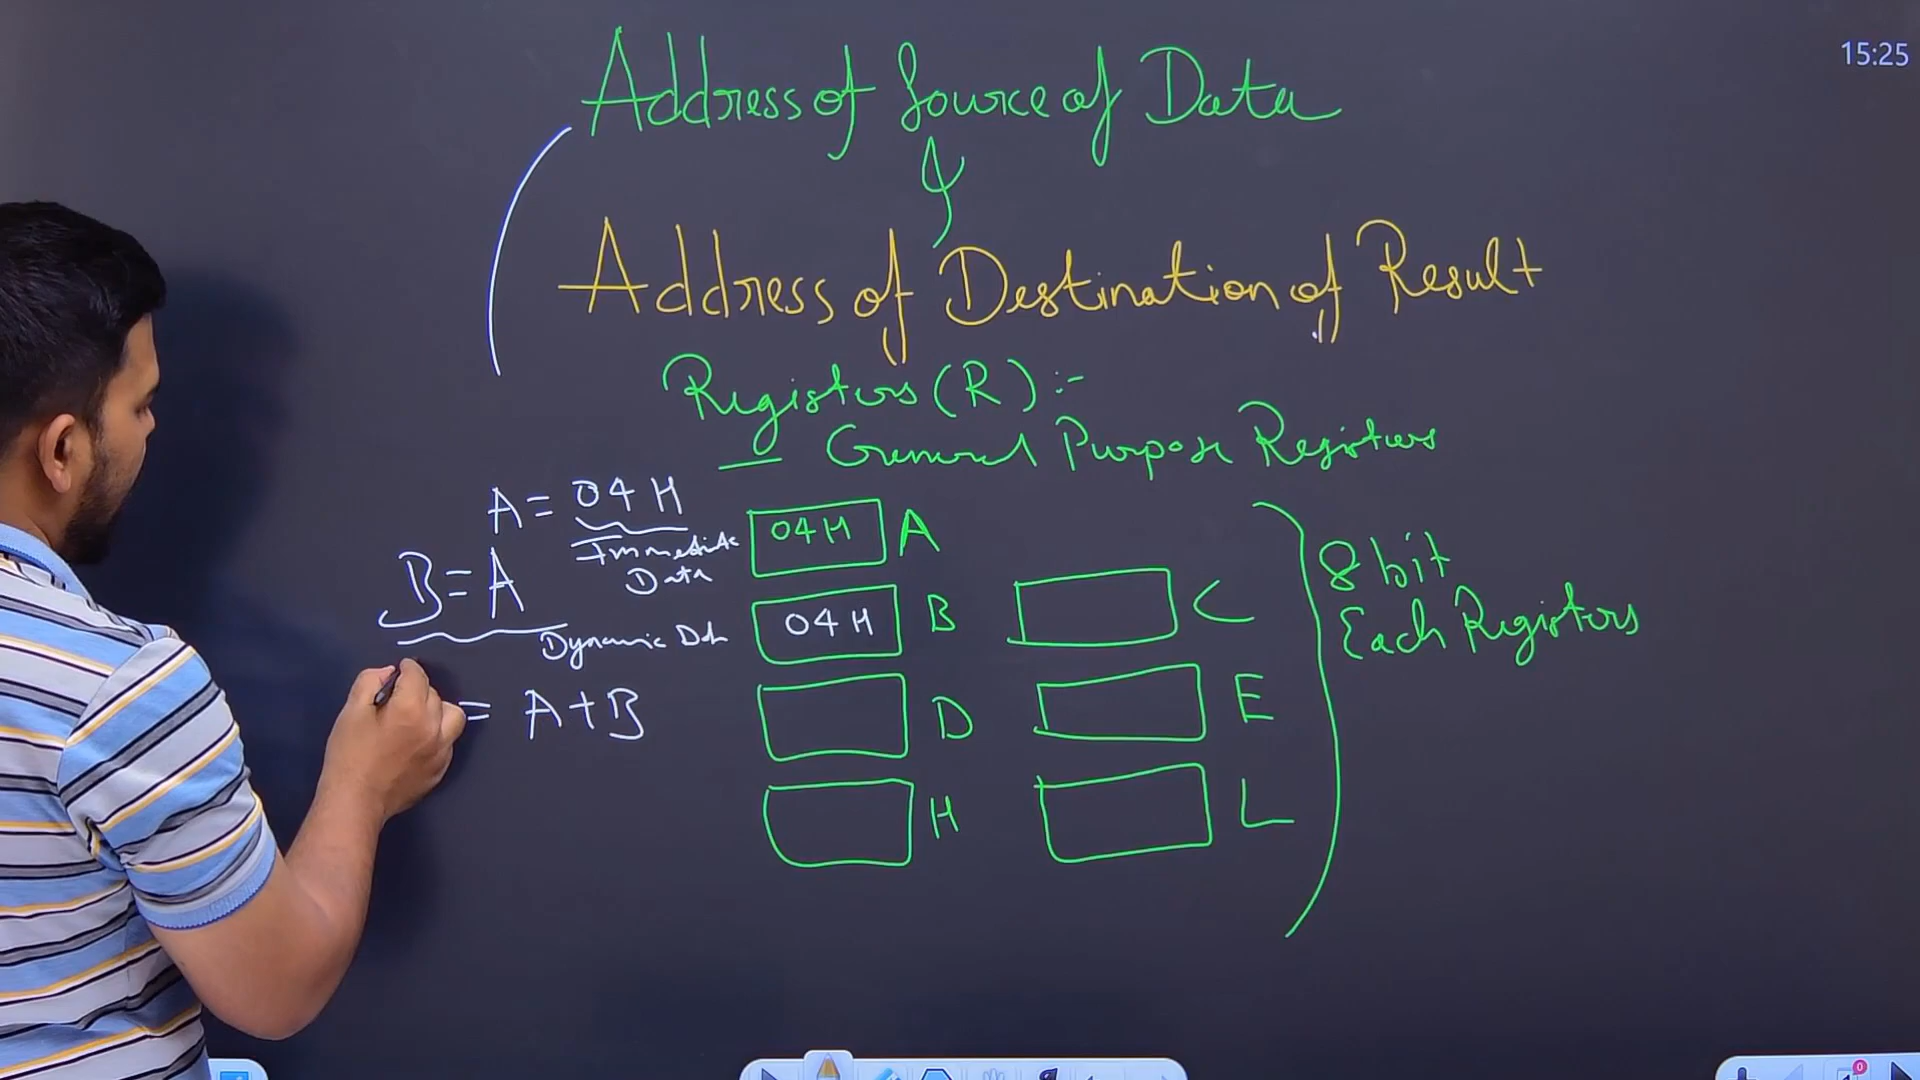 15:25
Address of Source of Data
&
Address of Destination of Result
Registers (R) :-
General Purpose Registers
A = 04 H
Immediate
Data
B = A
Dynamic
= A + B
04 H A
04 H B
C
D
E
H
L
8 bit
Each Registers
0